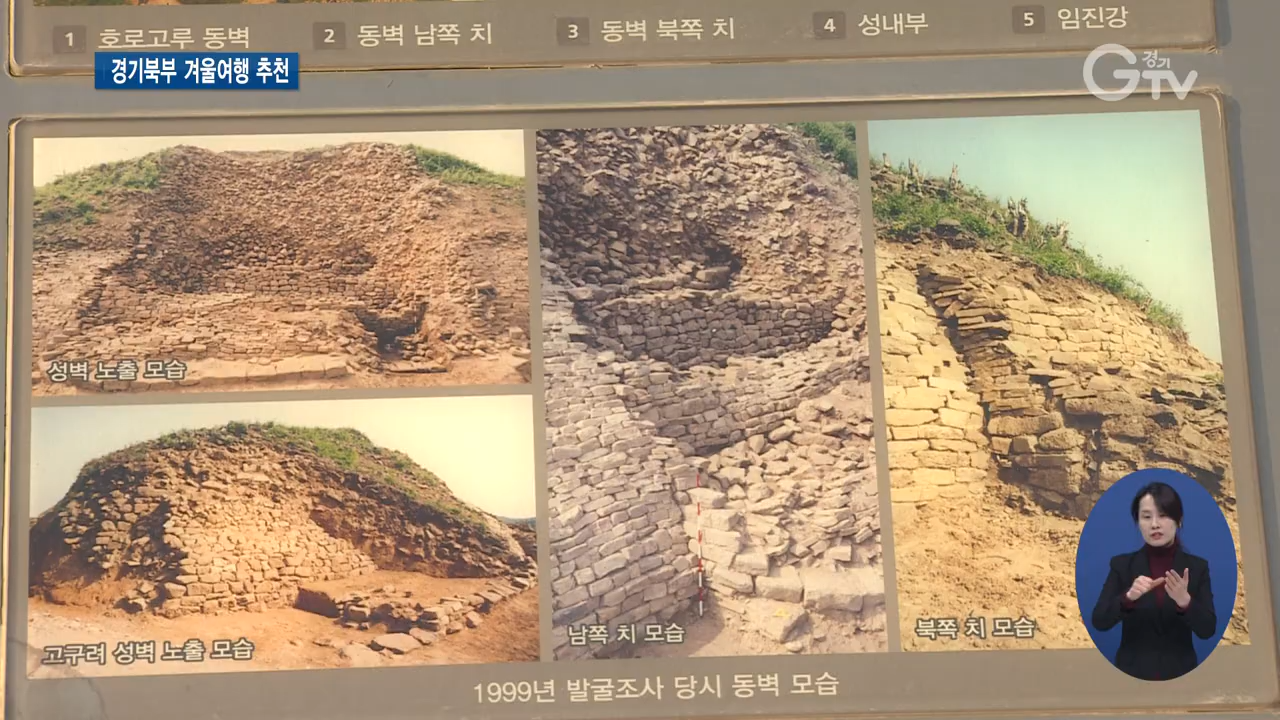 1 호로고루 동벽
2 동벽 남쪽 치
3 동벽 북쪽 치
4 성내부
5 임진강
경기북부 겨울여행 추천
G경기TV
성벽 노출 모습
고구려 성벽 노출 모습
남쪽 치 모습
북쪽 치 모습
1999년 발굴조사 당시 동벽 모습